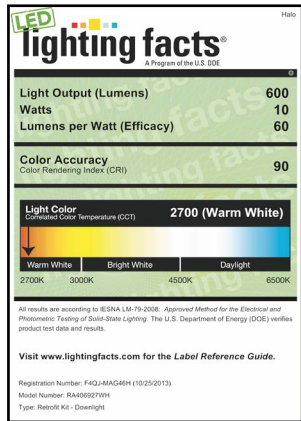 Halo
LED
lighting facts®
A Program of the U.S. DOE
Light Output (Lumens) 600
Watts 10
Lumens per Watt (Efficacy) 60
Color Accuracy 90
Color Rendering Index (CRI)
Light Color 2700 (Warm White)
Correlated Color Temperature (CCT)
Warm White Bright White Daylight
2700K 3000K 4500K 6500K
All results are according to IESNA LM-79-2008: Approved Method for the Electrical and
Photometric Testing of Solid-State Lighting. The U.S. Department of Energy (DOE) verifies
product test data and results.
Visit www.lightingfacts.com for the Label Reference Guide.
Registration Number: F4QJ-MAG46H (10/25/2013)
Model Number: RA406927WH
Type: Retrofit Kit - Downlight